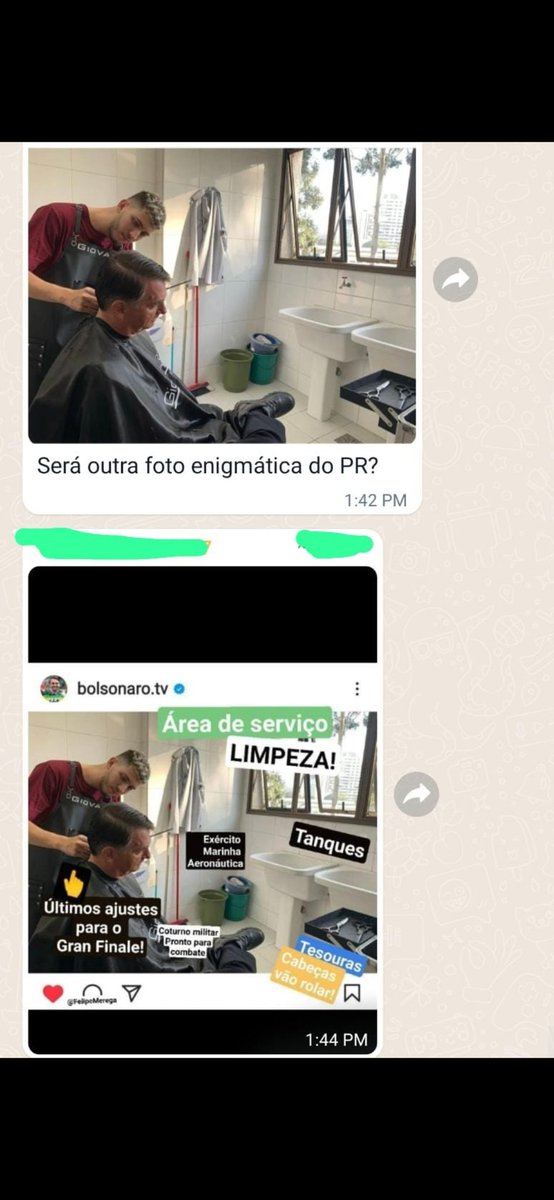 GIOVA
Gio
Será outra foto enigmática do PR?
1:42 PM
bolsonaro.tv
Área de serviço
LIMPEZA!
GIOVA
Exército
Marinha
Aeronáutica
Tanques
Últimos ajustes
para o
Gran Finale!
Coturno militar
Pronto para
combate
Tesouras
Cabeças
vão rolar!
@FelipeMerega
1:44 PM